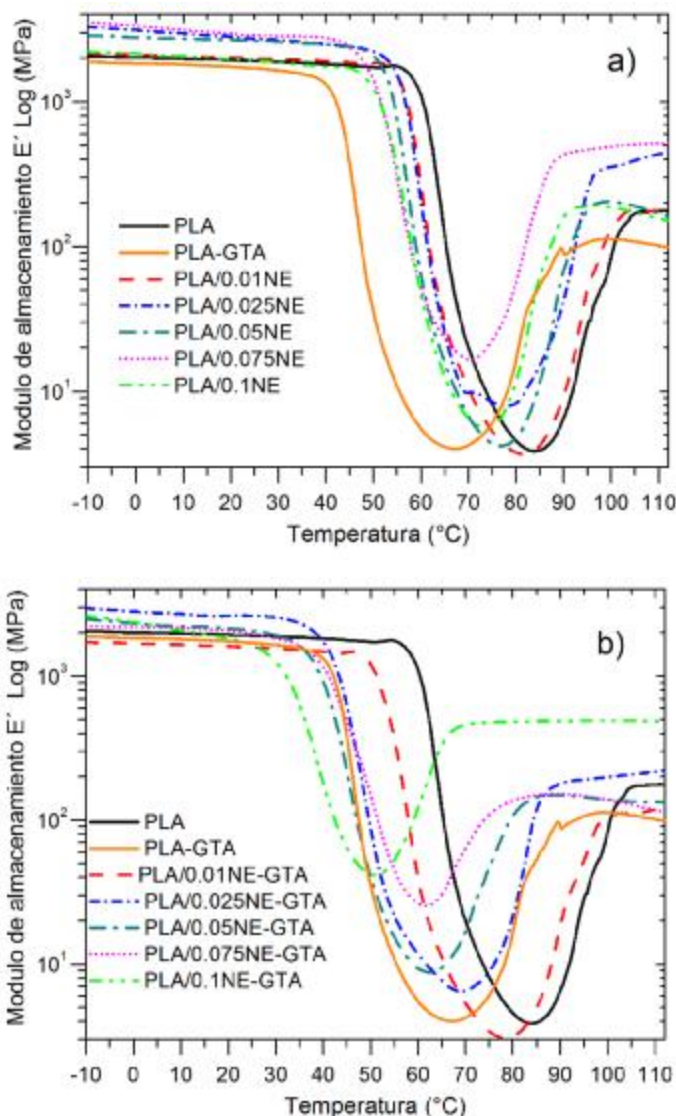 a)
Modulo de almacenamiento E´ Log (MPa)
10³
10²
10¹
PLA
PLA-GTA
PLA/0.01NE
PLA/0.025NE
PLA/0.05NE
PLA/0.075NE
PLA/0.1NE
-10 0 10 20 30 40 50 60 70 80 90 100 110
Temperatura (°C)
b)
Modulo de almacenamiento E´ Log (MPa)
10³
10²
10¹
PLA
PLA-GTA
PLA/0.01NE-GTA
PLA/0.025NE-GTA
PLA/0.05NE-GTA
PLA/0.075NE-GTA
PLA/0.1NE-GTA
-10 0 10 20 30 40 50 60 70 80 90 100 110
Temperatura (°C)